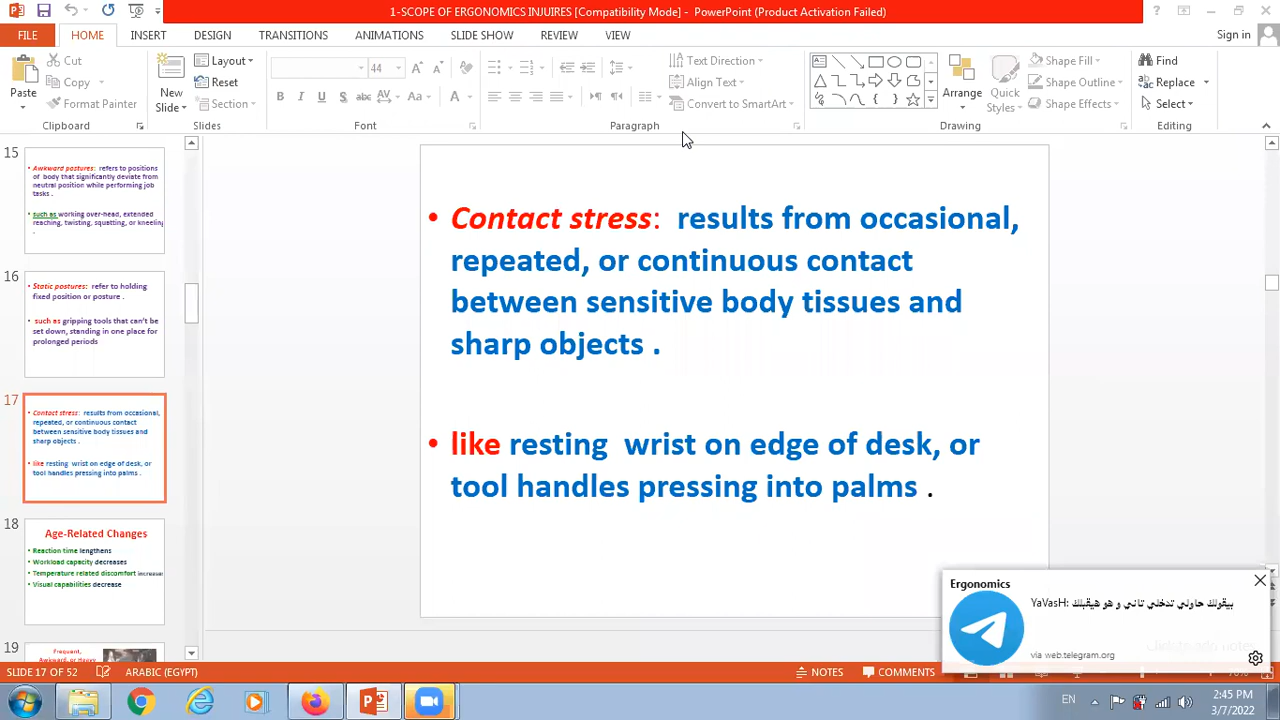 1-SCOPE OF ERGONOMICS INJUIRES [Compatibility Mode] - PowerPoint (Product Activation Failed)
FILE HOME INSERT DESIGN TRANSITIONS ANIMATIONS SLIDE SHOW REVIEW VIEW Sign in
Paste
Cut
Copy
Format Painter
Clipboard
New Slide
Layout
Reset
Section
Slides
44
B I U S abc AV Aa A
Font
Text Direction
Align Text
Convert to SmartArt
Paragraph
Arrange
Quick Styles
Shape Fill
Shape Outline
Shape Effects
Drawing
Find
Replace
Select
Editing
15
• Awkward postures: refers to positions
of body that significantly deviate from
neutral position while performing job
tasks .
• such as working over-head, extended
reaching, twisting, squatting, or kneeling
.
16
• Static postures: refer to holding
fixed position or posture .
• such as gripping tools that can't be
set down, standing in one place for
prolonged periods
17
• Contact stress: results from occasional,
repeated, or continuous contact
between sensitive body tissues and
sharp objects .
• like resting wrist on edge of desk, or
tool handles pressing into palms .
18
Age-Related Changes
• Reaction time lengthens
• Workload capacity decreases
• Temperature related discomfort increases
• Visual capabilities decrease
19
Frequent,
Awkward, or Heavy
• Contact stress: results from occasional,
repeated, or continuous contact
between sensitive body tissues and
sharp objects .
• like resting wrist on edge of desk, or
tool handles pressing into palms .
Ergonomics
YaVasH: بيقولك حاولي تدخلي تاني و هو هيقبلك
via web.telegram.org
SLIDE 17 OF 52 ARABIC (EGYPT) NOTES COMMENTS
EN
2:45 PM
3/7/2022